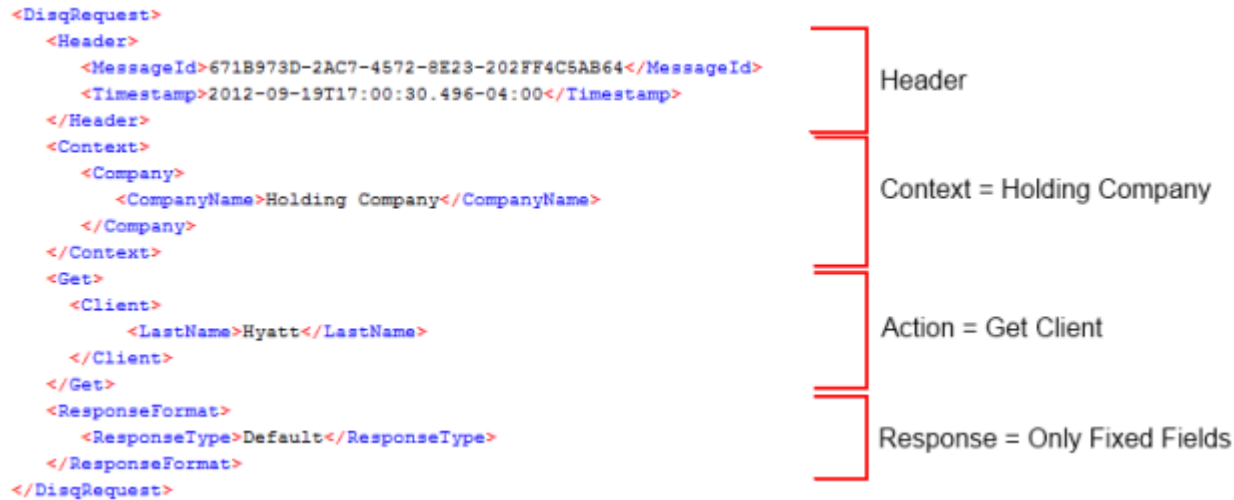 <DisqRequest>
<Header>
<MessageId>671B973D-2AC7-4572-8E23-202FF4C5AB64</MessageId>
<Timestamp>2012-09-19T17:00:30.496-04:00</Timestamp>
</Header>
Header
<Context>
<Company>
<CompanyName>Holding Company</CompanyName>
</Company>
</Context>
Context = Holding Company
<Get>
<Client>
<LastName>Hyatt</LastName>
</Client>
</Get>
Action = Get Client
<ResponseFormat>
<ResponseType>Default</ResponseType>
</ResponseFormat>
Response = Only Fixed Fields
</DisqRequest>